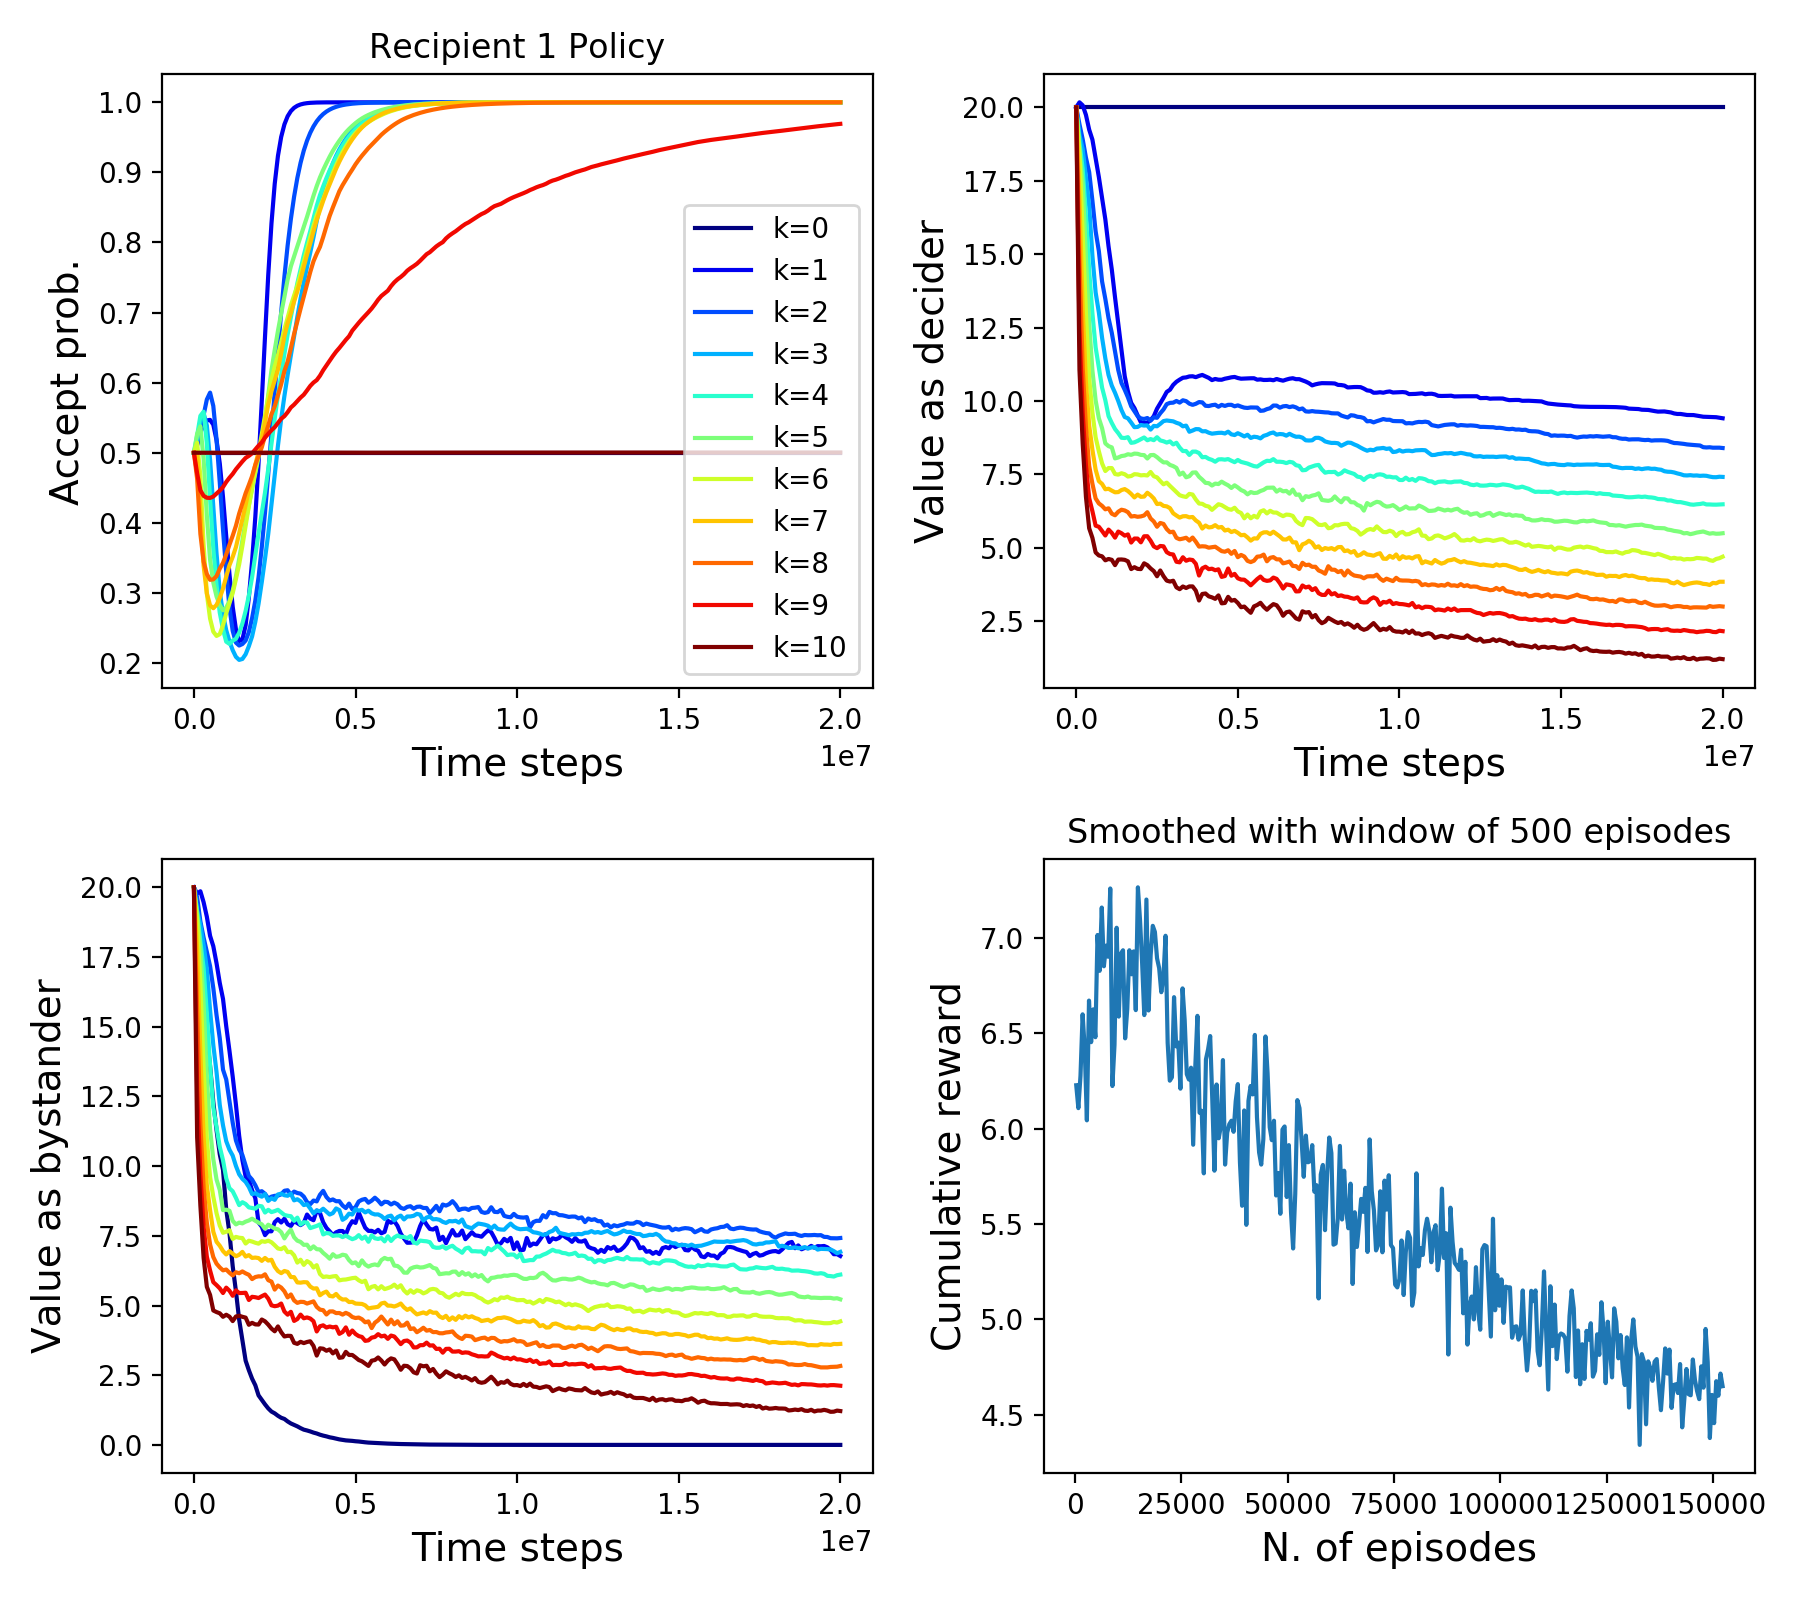 Recipient 1 Policy
Accept prob.
1.0
0.9
0.8
0.7
0.6
0.5
0.4
0.3
0.2
k=0
k=1
k=2
k=3
k=4
k=5
k=6
k=7
k=8
k=9
k=10
0.0 0.5 1.0 1.5 2.0
1e7
Time steps
Value as decider
20.0
17.5
15.0
12.5
10.0
7.5
5.0
2.5
0.0 0.5 1.0 1.5 2.0
1e7
Time steps
Value as bystander
20.0
17.5
15.0
12.5
10.0
7.5
5.0
2.5
0.0
0.0 0.5 1.0 1.5 2.0
1e7
Time steps
Smoothed with window of 500 episodes
Cumulative reward
7.0
6.5
6.0
5.5
5.0
4.5
0 25000 50000 75000 100000 125000 150000
N. of episodes